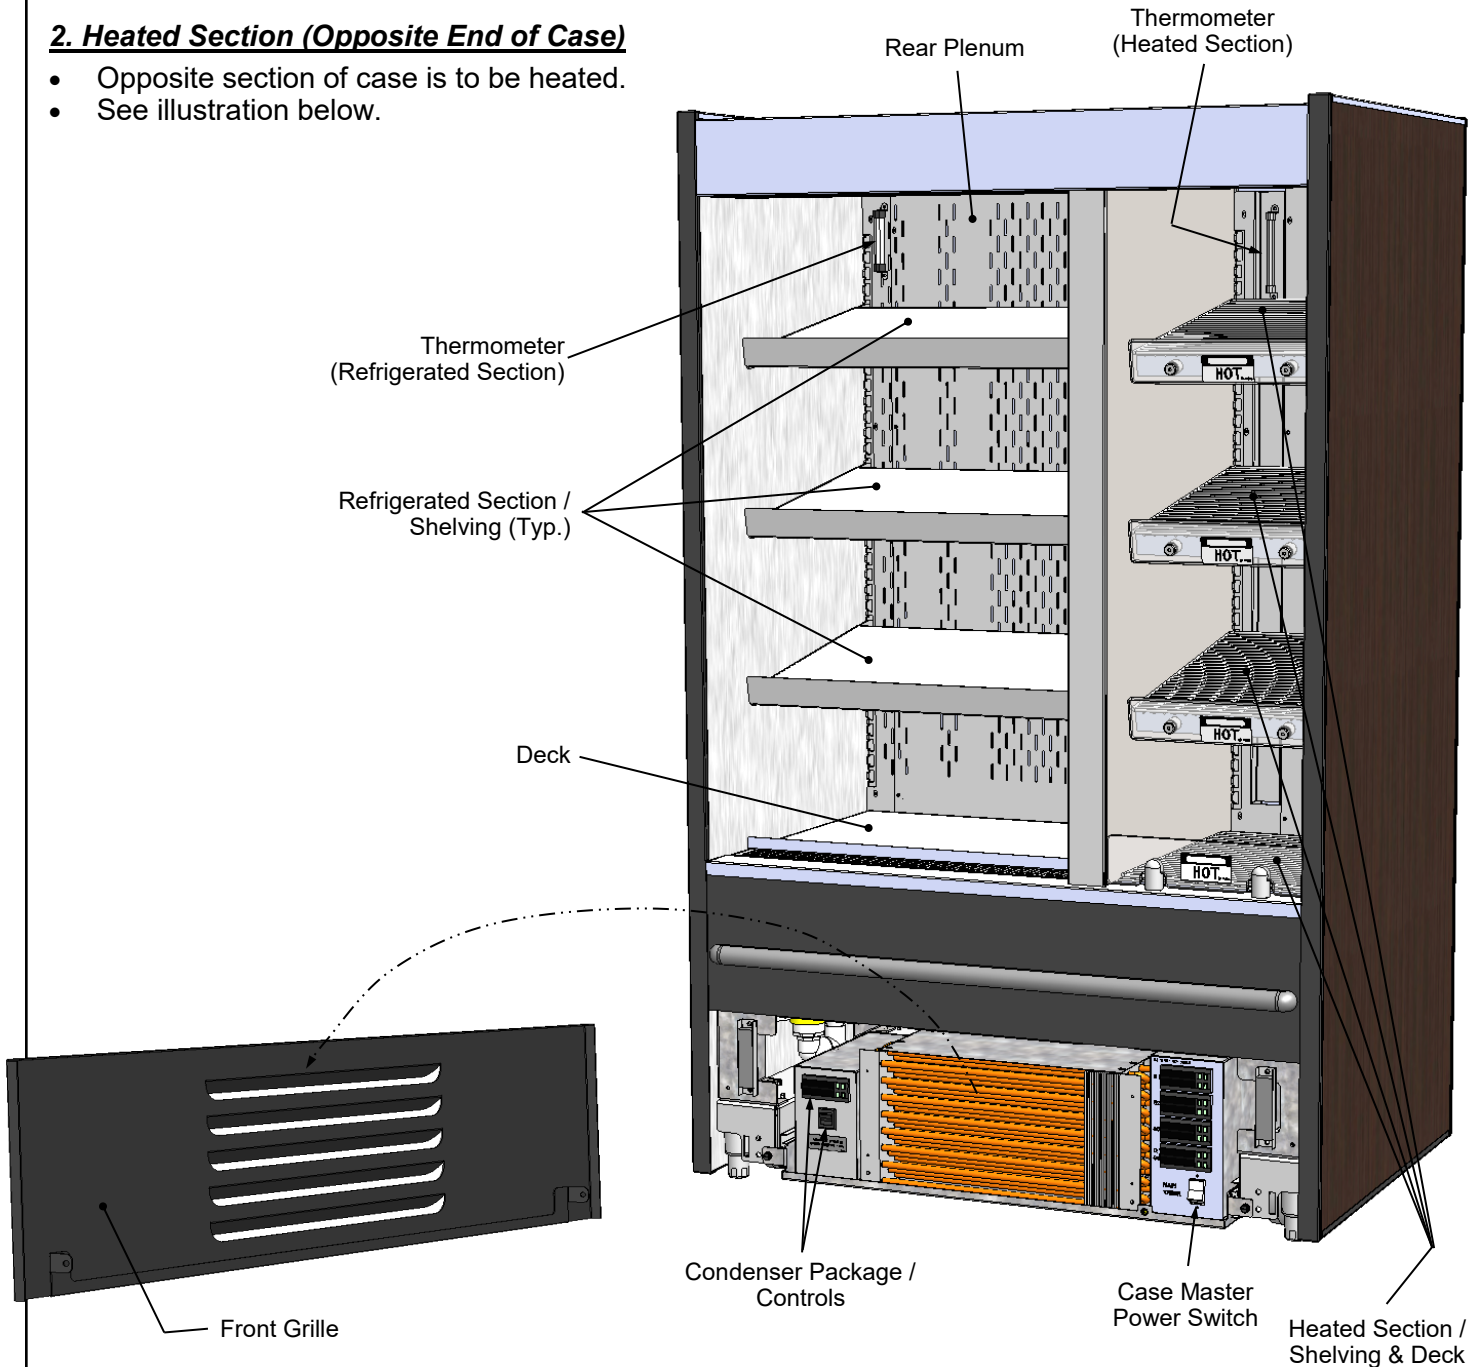 2. Heated Section (Opposite End of Case)
• Opposite section of case is to be heated.
• See illustration below.
Thermometer
(Heated Section)
Rear Plenum
Thermometer
(Refrigerated Section)
HOT
Refrigerated Section /
Shelving (Typ.)
HOT
HOT
Deck
HOT
MAIN
POWER
Condenser Package /
Controls
Case Master
Power Switch
Front Grille
Heated Section /
Shelving & Deck